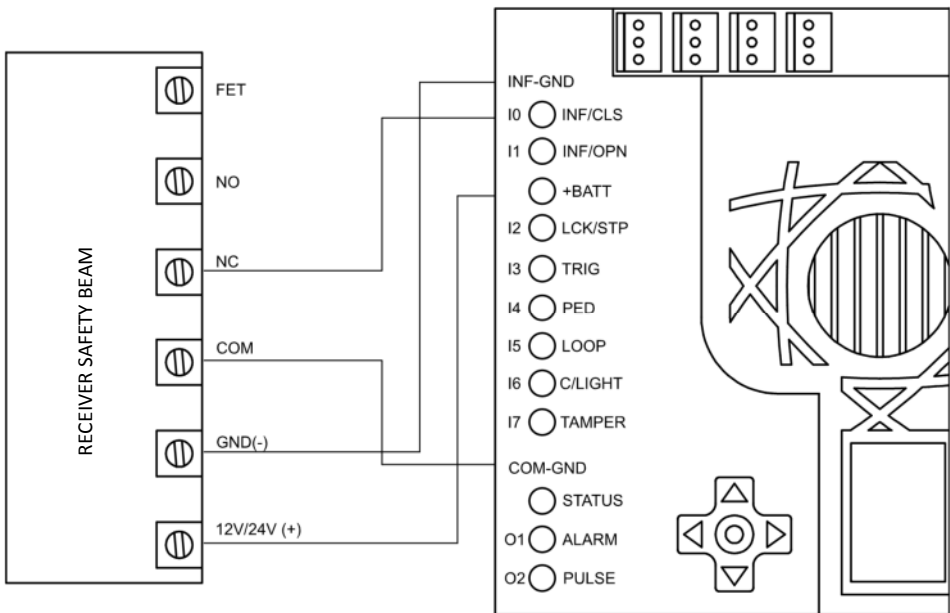 RECEIVER SAFETY BEAM
FET
NO
NC
COM
GND(-)
12V/24V (+)
INF-GND
I0 INF/CLS
I1 INF/OPN
+BATT
I2 LCK/STP
I3 TRIG
I4 PED
I5 LOOP
I6 C/LIGHT
I7 TAMPER
COM-GND
STATUS
O1 ALARM
O2 PULSE